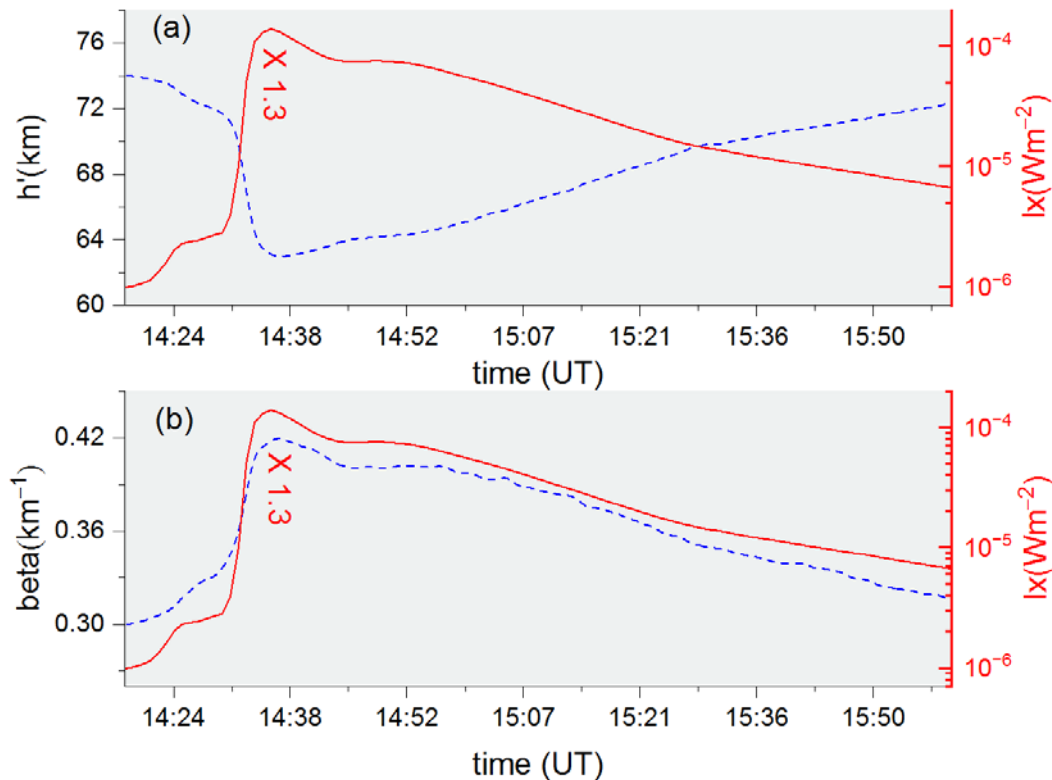 (a)
76
72
68
64
60
h'(km)
X 1.3
10⁻⁴
10⁻⁵
10⁻⁶
Ix(Wm⁻²)
14:24 14:38 14:52 15:07 15:21 15:36 15:50
time (UT)
(b)
0.42
0.36
0.30
beta(km⁻¹)
X 1.3
10⁻⁴
10⁻⁵
10⁻⁶
Ix(Wm⁻²)
14:24 14:38 14:52 15:07 15:21 15:36 15:50
time (UT)